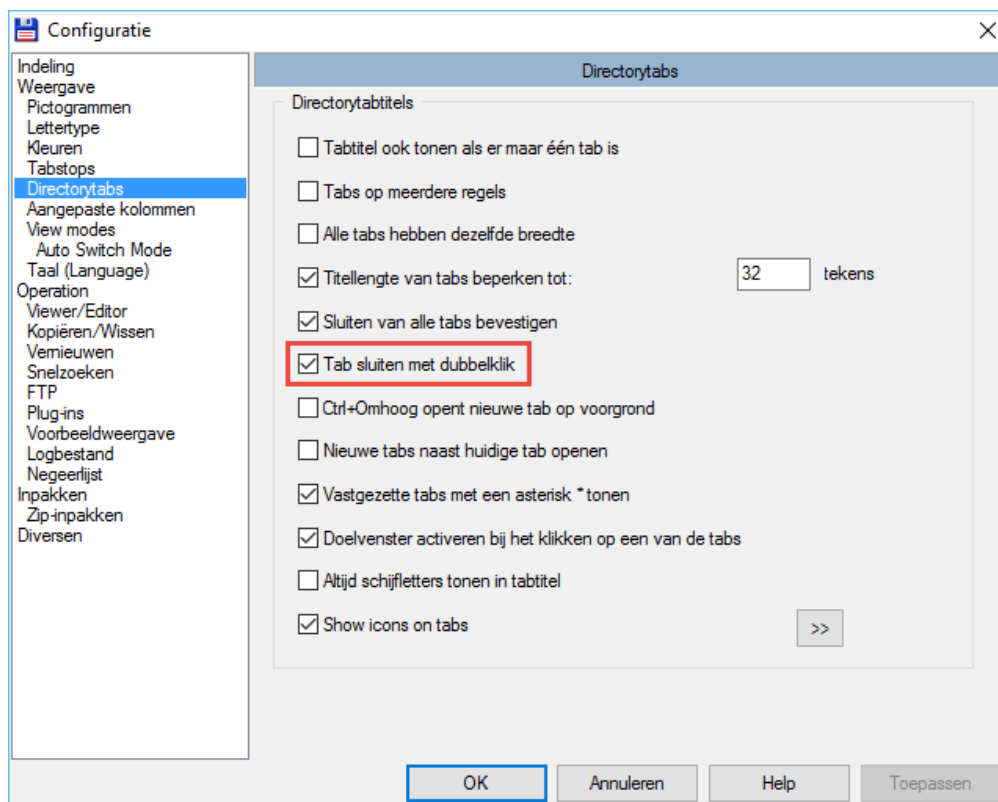 Configuratie
Indeling
Weergave
Pictogrammen
Lettertype
Kleuren
Tabstops
Directorytabs
Aangepaste kolommen
View modes
Auto Switch Mode
Taal (Language)
Operation
Viewer/Editor
Kopiëren/Wissen
Vernieuwen
Snelzoeken
FTP
Plug-ins
Voorbeeldweergave
Logbestand
Negeerlijst
Inpakken
Zip-inpakken
Diversen
Directorytabs
Directorytabtitels
Tabtitel ook tonen als er maar één tab is
Tabs op meerdere regels
Alle tabs hebben dezelfde breedte
Titellengte van tabs beperken tot: 32 tekens
Sluiten van alle tabs bevestigen
Tab sluiten met dubbelklik
Ctrl+Omhoog opent nieuwe tab op voorgrond
Nieuwe tabs naast huidige tab openen
Vastgezette tabs met een asterisk * tonen
Doelvenster activeren bij het klikken op een van de tabs
Altijd schijfletters tonen in tabtitel
Show icons on tabs >>
OK Annuleren Help Toepassen